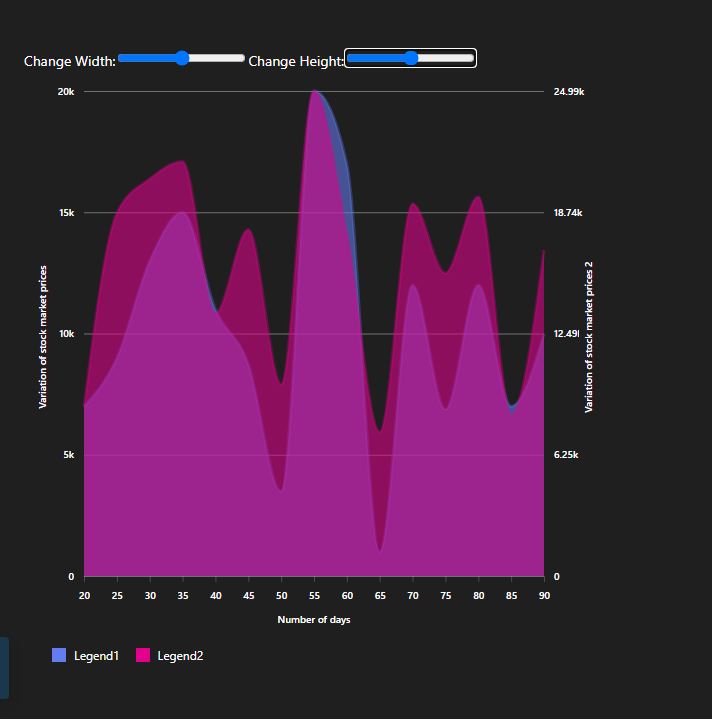 Change Width: Change Height:
20k 24.99k
15k 18.74k
10k 12.49k
5k 6.25k
0 0
Variation of stock market prices
Variation of stock market prices 2
20 25 30 35 40 45 50 55 60 65 70 75 80 85 90
Number of days
Legend1 Legend2